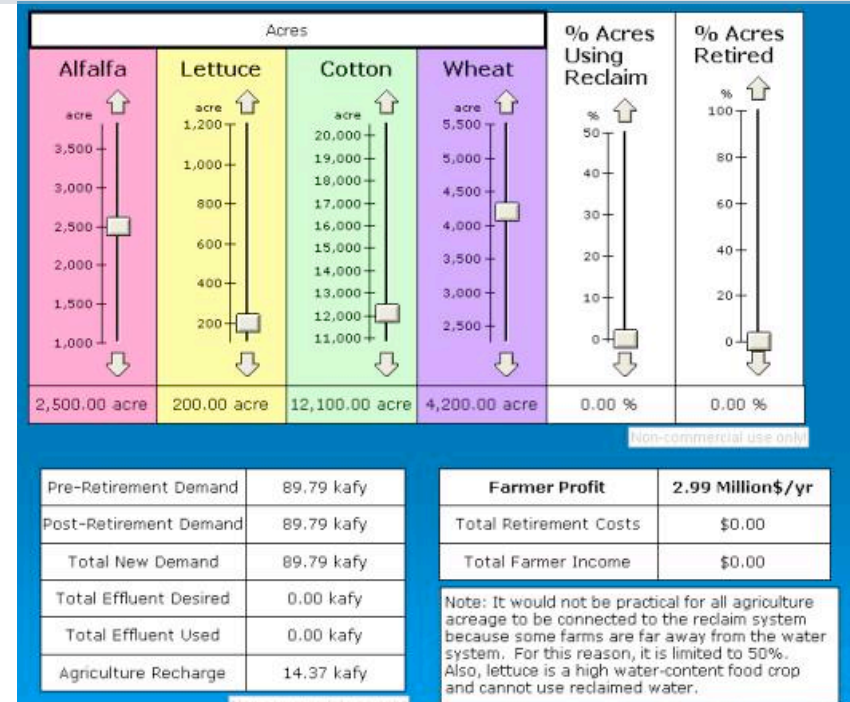 Acres
% Acres
Using
Reclaim
% Acres
Retired
Alfalfa
Lettuce
Cotton
Wheat
acre
3,500
3,000
2,500
2,000
1,500
1,000
acre
1,200
1,000
800
600
400
200
acre
20,000
19,000
18,000
17,000
16,000
15,000
14,000
13,000
12,000
11,000
acre
5,500
5,000
4,500
4,000
3,500
3,000
2,500
%
50
40
30
20
10
0
%
100
80
60
40
20
0
2,500.00 acre
200.00 acre
12,100.00 acre
4,200.00 acre
0.00 %
0.00 %
Non-commercial use only!
Pre-Retirement Demand 89.79 kafy
Post-Retirement Demand 89.79 kafy
Total New Demand 89.79 kafy
Total Effluent Desired 0.00 kafy
Total Effluent Used 0.00 kafy
Agriculture Recharge 14.37 kafy
Farmer Profit 2.99 Million$/yr
Total Retirement Costs $0.00
Total Farmer Income $0.00
Note: It would not be practical for all agriculture
acreage to be connected to the reclaim system
because some farms are far away from the water
system. For this reason, it is limited to 50%.
Also, lettuce is a high water-content food crop
and cannot use reclaimed water.